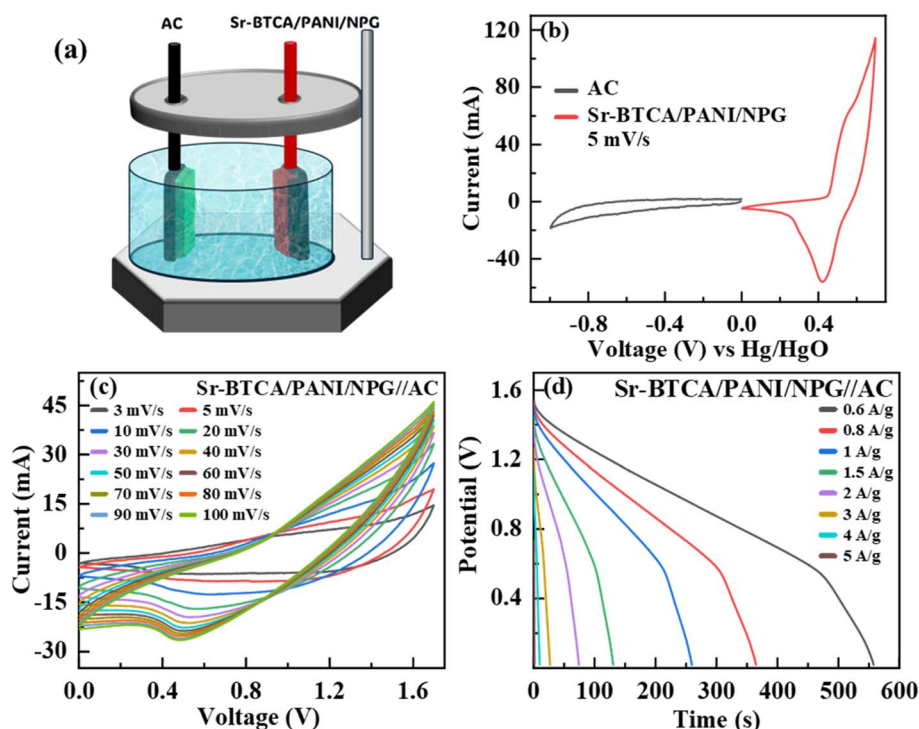 (a)
AC
Sr-BTCA/PANI/NPG
(b)
AC
Sr-BTCA/PANI/NPG
5 mV/s
Current (mA)
120
80
40
0
-40
-0.8
-0.4
0.0
0.4
Voltage (V) vs Hg/HgO
(c)
Sr-BTCA/PANI/NPG//AC
3 mV/s
5 mV/s
10 mV/s
20 mV/s
30 mV/s
40 mV/s
50 mV/s
60 mV/s
70 mV/s
80 mV/s
90 mV/s
100 mV/s
Current (mA)
45
30
15
0
-15
-30
0.0
0.4
0.8
1.2
1.6
Voltage (V)
(d)
Sr-BTCA/PANI/NPG//AC
0.6 A/g
0.8 A/g
1 A/g
1.5 A/g
2 A/g
3 A/g
4 A/g
5 A/g
Potential (V)
1.6
1.2
0.6
0
100
200
300
400
500
600
Time (s)